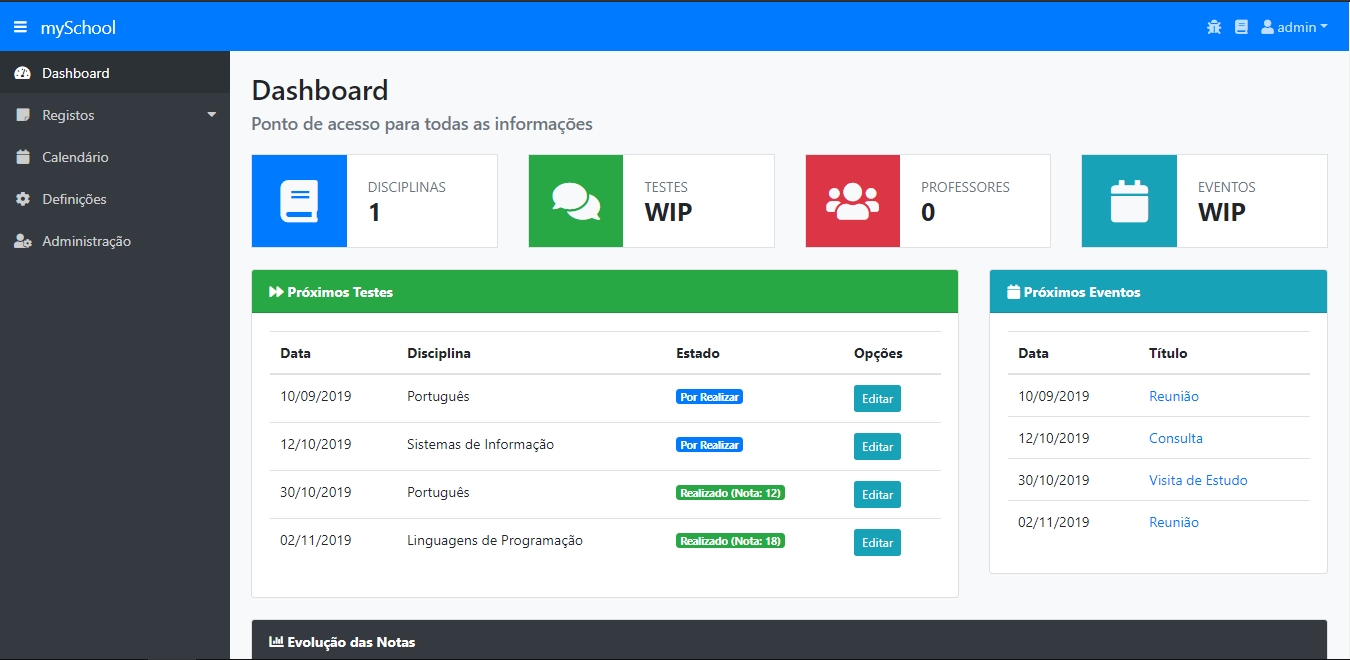 mySchool
admin
Dashboard
Registos
Calendário
Definições
Administração
Dashboard
Ponto de acesso para todas as informações
DISCIPLINAS
1
TESTES
WIP
PROFESSORES
0
EVENTOS
WIP
Próximos Testes
Data Disciplina Estado Opções
10/09/2019 Português Por Realizar Editar
12/10/2019 Sistemas de Informação Por Realizar Editar
30/10/2019 Português Realizado (Nota: 12) Editar
02/11/2019 Linguagens de Programação Realizado (Nota: 18) Editar
Próximos Eventos
Data Título
10/09/2019 Reunião
12/10/2019 Consulta
30/10/2019 Visita de Estudo
02/11/2019 Reunião
Evolução das Notas